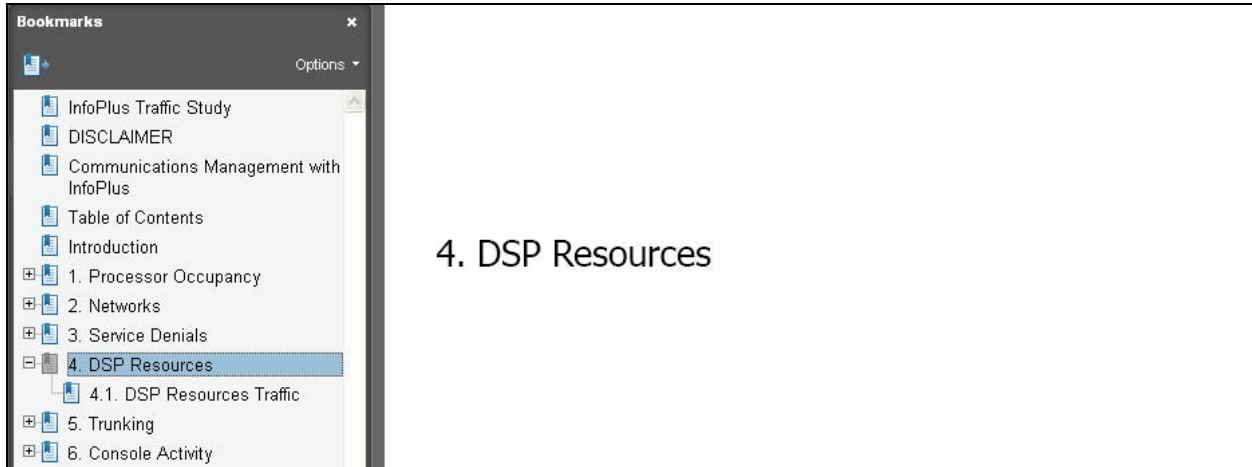 Bookmarks
Options
InfoPlus Traffic Study
DISCLAIMER
Communications Management with
InfoPlus
Table of Contents
Introduction
1. Processor Occupancy
2. Networks
3. Service Denials
4. DSP Resources
4.1. DSP Resources Traffic
5. Trunking
6. Console Activity
4. DSP Resources